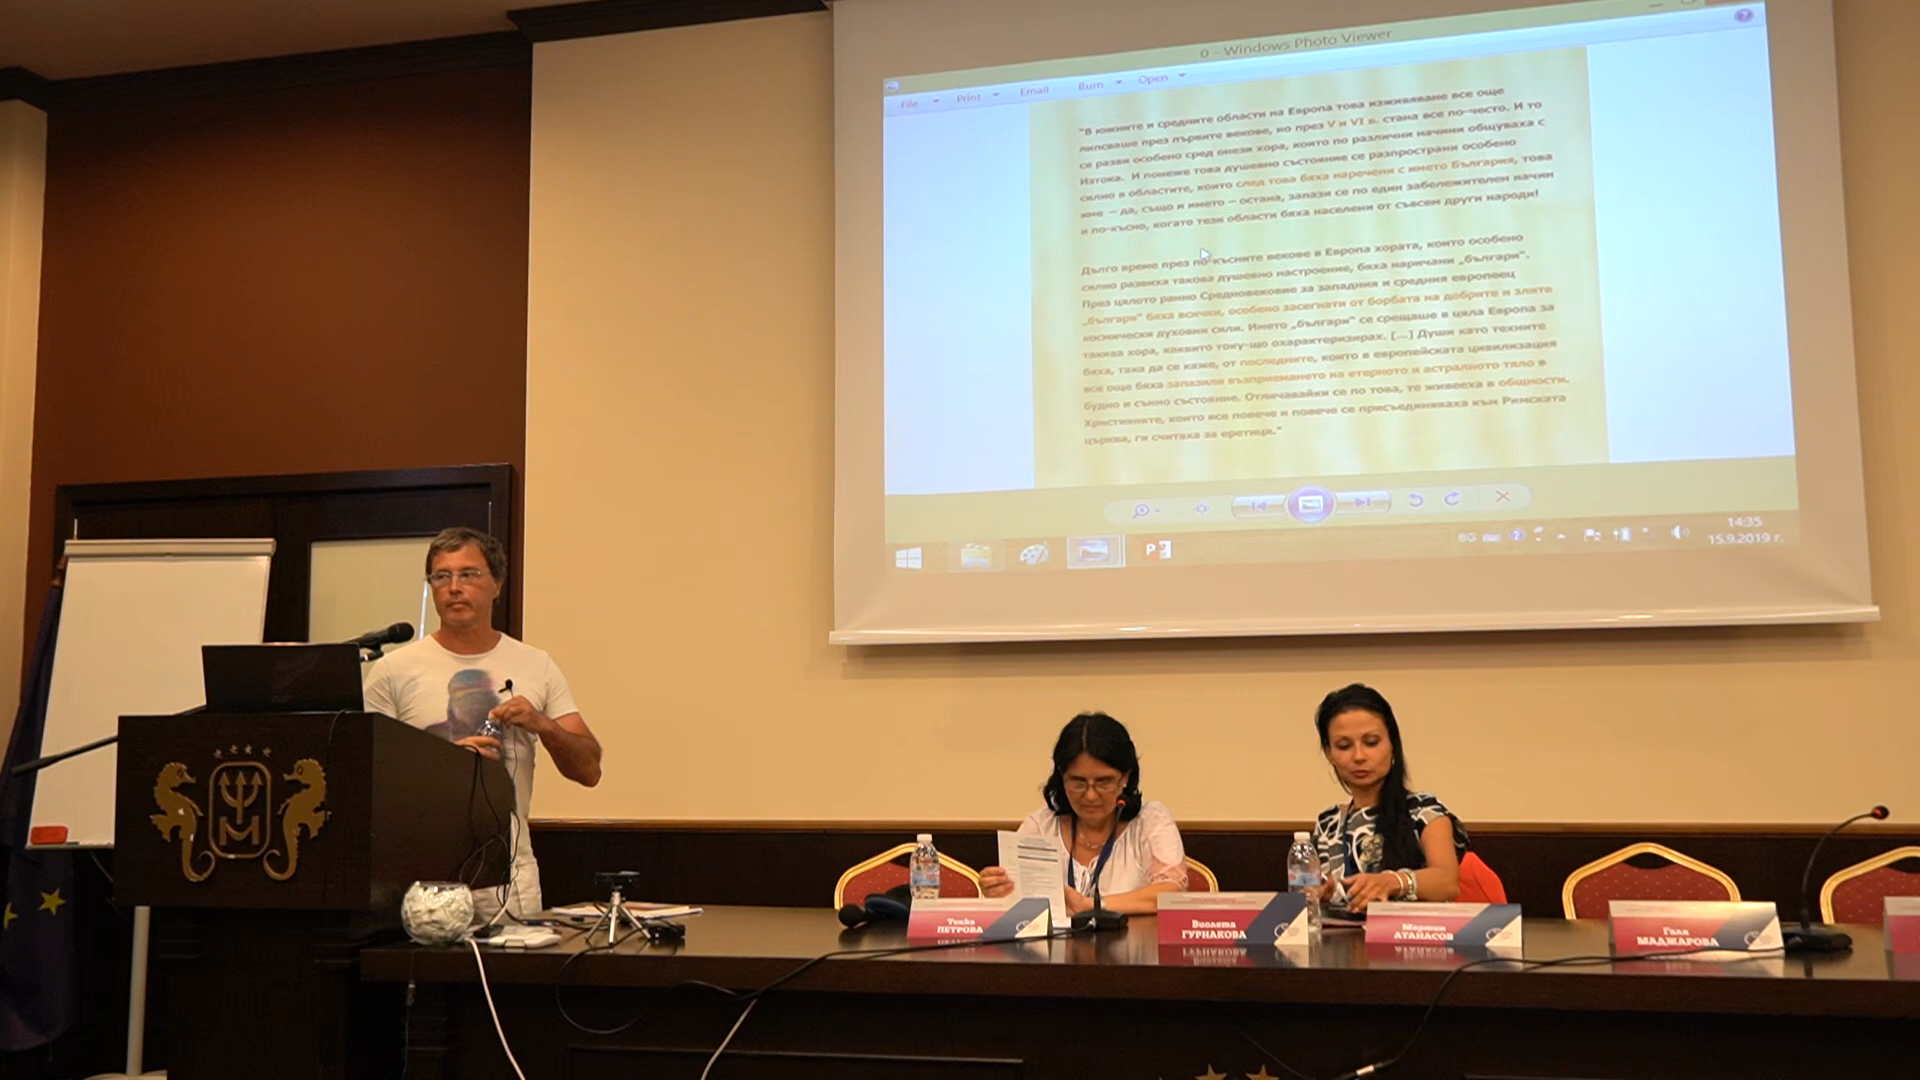 0 - Windows Photo Viewer
File Print Email Burn Open
"В южните и средните области на Европа това изживяване все още
липсваше през първите векове, но през V и VI в. стана все по-често. И то
се разви особено сред онези хора, които по различни начини общуваха с
Изтока. И понеже това душевно състояние се разпространи особено
силно в областите, които след това бяха наречени с името България, това
име – да, също и името – остана, запази се по един забележителен начин
и по-късно, когато тези области бяха населени от съвсем други народи!
Дълго време през по-късните векове в Европа хората, които особено
силно развиха такова душевно настроение, бяха наричани „българи".
През цялото ранно Средновековие за западния и средния европеец
„българи" бяха всички, особено засегнати от борбата на добрите и злите
космически духовни сили. Името „българи" се срещаше в цяла Европа за
такива хора, каквито току-що охарактеризирах. [...] Души като техните
бяха, така да се каже, от последните, които в европейската цивилизация
все още бяха запазили възприемането на етерното и астралното тяло в
будно и сънно състояние. Отличавайки се по това, те живееха в общности.
Християните, които все повече и повече се присъединяваха към Римската
църква, ги считаха за еретици."
BG
14:35
15.9.2019 г.
M
Тонка
ПЕТРОВА
Виолета
ГУРНАКОВА
Мартин
АТАНАСОВ
Галя
МАДЖАРОВА